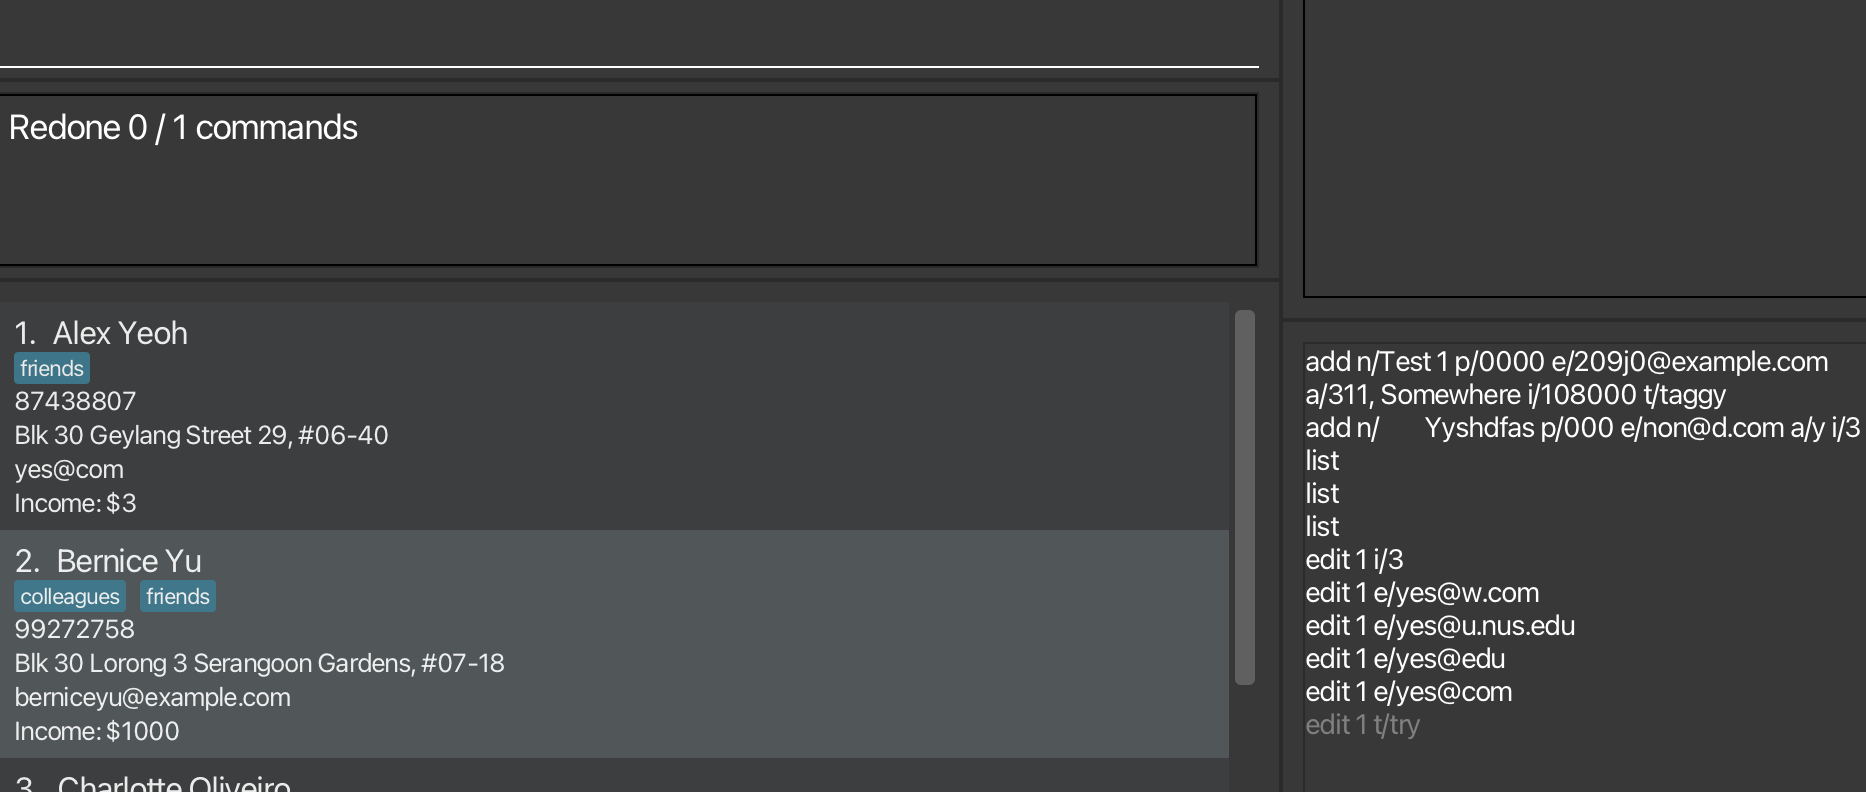 Redone 0 / 1 commands
1. Alex Yeoh
friends
87438807
Blk 30 Geylang Street 29, #06-40
yes@com
Income: $3
2. Bernice Yu
colleagues friends
99272758
Blk 30 Lorong 3 Serangoon Gardens, #07-18
berniceyu@example.com
Income: $1000
3. Charlotte Oliveiro
add n/Test 1 p/0000 e/209j0@example.com
a/311, Somewhere i/108000 t/taggy
add n/ Yyshdfas p/000 e/non@d.com a/y i/3
list
list
list
edit 1 i/3
edit 1 e/yes@w.com
edit 1 e/yes@u.nus.edu
edit 1 e/yes@edu
edit 1 e/yes@com
edit 1 t/try